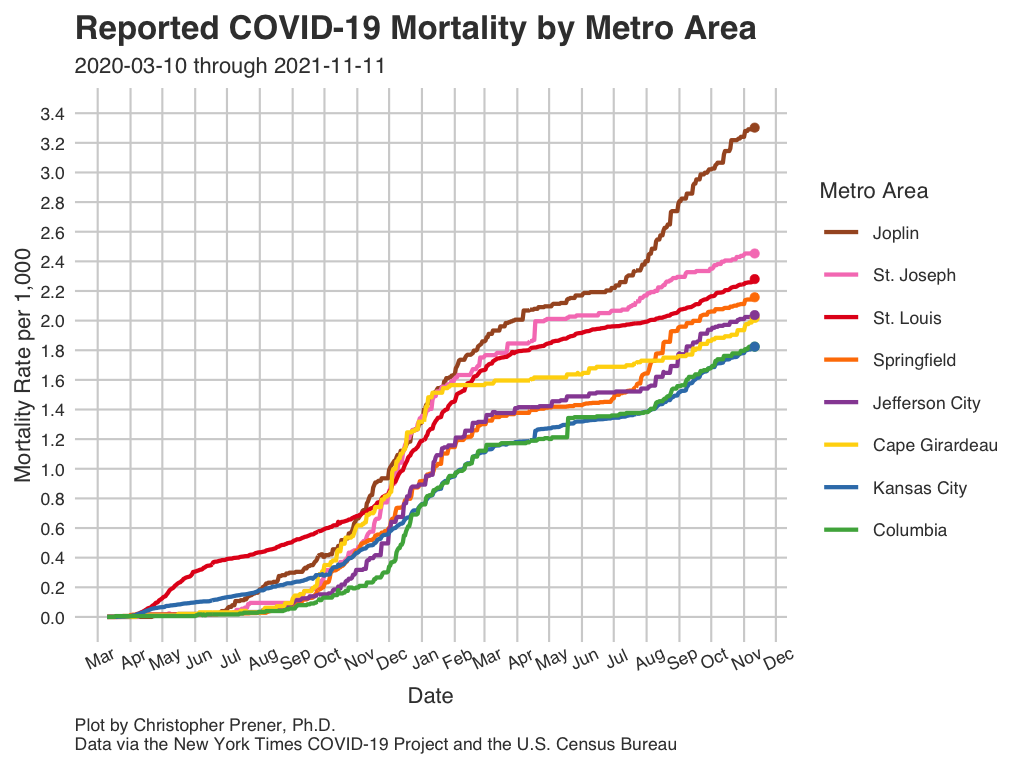 Reported COVID-19 Mortality by Metro Area
2020-03-10 through 2021-11-11
Mortality Rate per 1,000
3.4
3.2
3.0
2.8
2.6
2.4
2.2
2.0
1.8
1.6
1.4
1.2
1.0
0.8
0.6
0.4
0.2
0.0
Mar Apr May Jun Jul Aug Sep Oct Nov Dec Jan Feb Mar Apr May Jun Jul Aug Sep Oct Nov Dec
Date
Metro Area
Joplin
St. Joseph
St. Louis
Springfield
Jefferson City
Cape Girardeau
Kansas City
Columbia
Plot by Christopher Prener, Ph.D.
Data via the New York Times COVID-19 Project and the U.S. Census Bureau